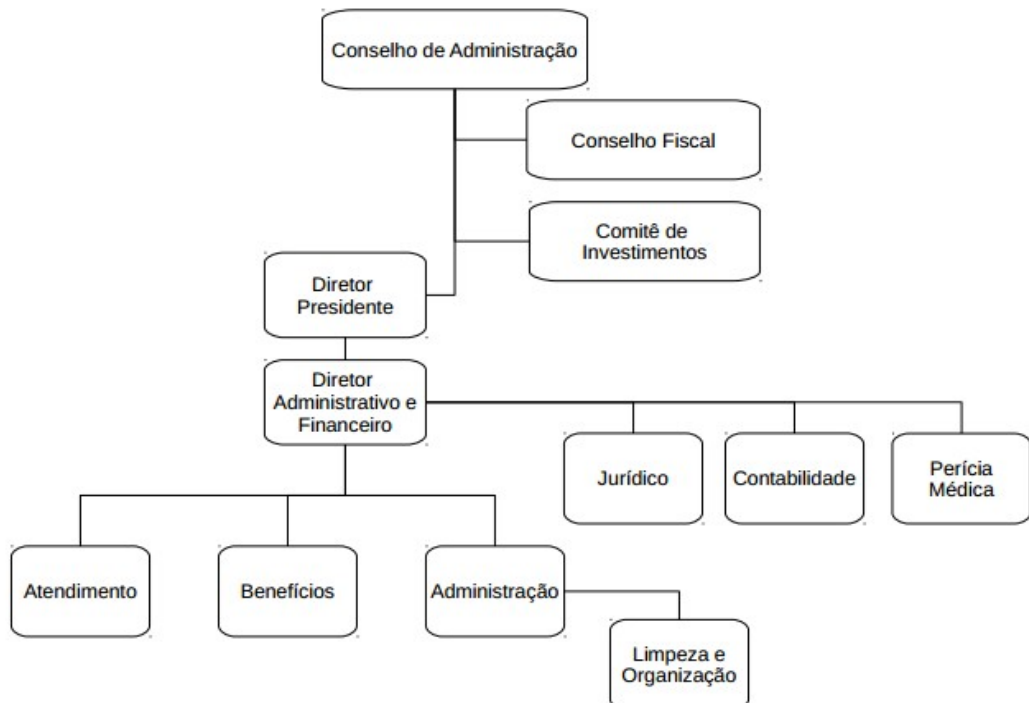 Conselho de Administração
Conselho Fiscal
Comitê de
Investimentos
Diretor
Presidente
Diretor
Administrativo e
Financeiro
Jurídico
Contabilidade
Perícia
Médica
Atendimento
Benefícios
Administração
Limpeza e
Organização